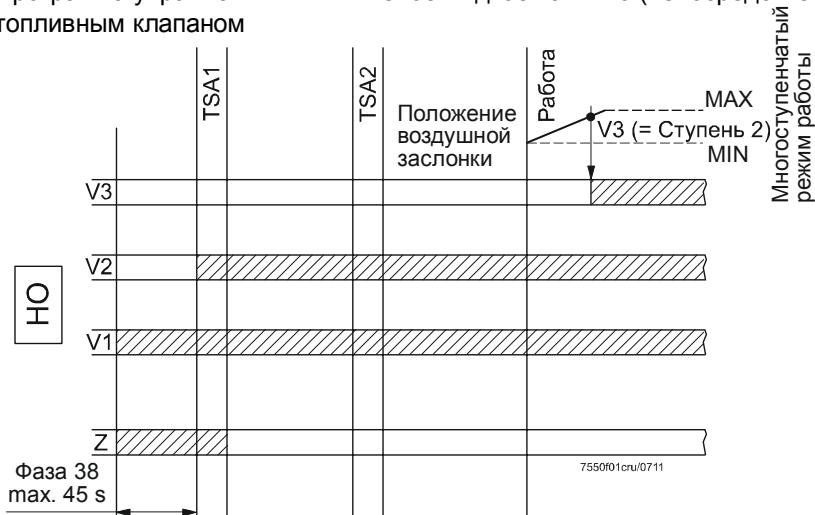 топливным клапаном
TSA1
TSA2
Положение
воздушной
заслонки
Работа
MAX
V3 (= Ступень 2)
MIN
Многоступенчатый
режим работы
V3
V2
HO
V1
Z
7550f01cru/0711
Фаза 38
max. 45 s